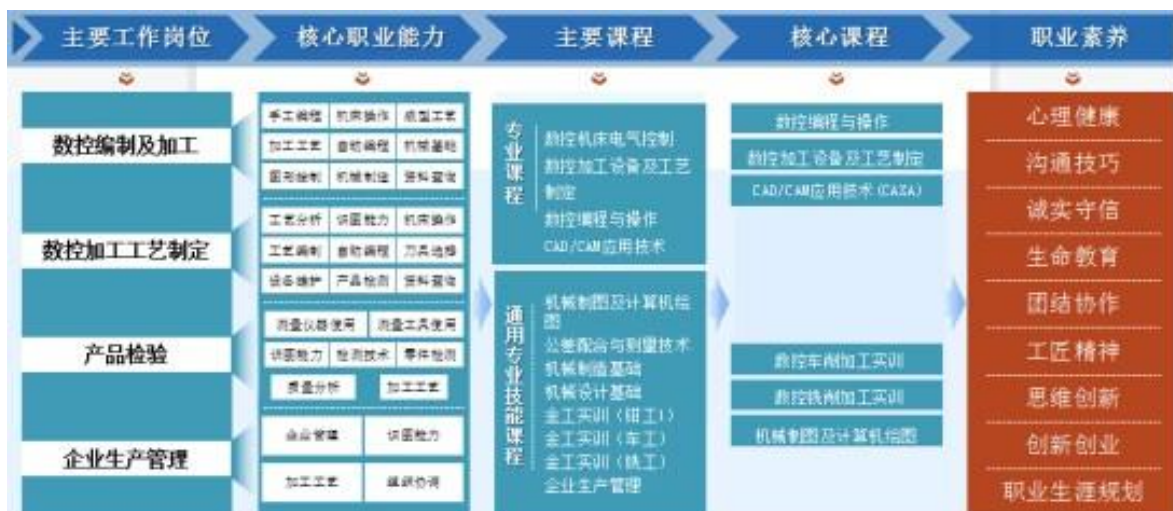 主要工作岗位
核心职业能力
主要课程
核心课程
职业素养
数控编制及加工
数控加工工艺制定
产品检验
企业生产管理
手工编程 机床操作 成型工艺
加工工艺 自动编程 机械基础
图形绘制 机械制造 资料查询
工艺分析 识图能力 机床操作
工艺编制 自动编程 刀具选择
设备维护 产品检测 资料查询
测量仪器使用 测量工具使用
识图能力 检测技术 零件检测
质量分析 加工工艺
企业管理 识图能力
加工工艺 组织协调
专业课程
数控机床电气控制
数控加工设备及工艺
制定
数控编程与操作
CAD/CAM应用技术
通用专业技能课程
机械制图及计算机绘
图
公差配合与测量技术
机械制造基础
机械设计基础
金工实训（钳工1）
金工实训（车工）
金工实训（铣工）
企业生产管理
数控编程与操作
数控加工设备及工艺制定
CAD/CAM应用技术(CAXA)
数控车削加工实训
数控铣削加工实训
机械制图及计算机绘图
心理健康
沟通技巧
诚实守信
生命教育
团结协作
工匠精神
思维创新
创新创业
职业生涯规划